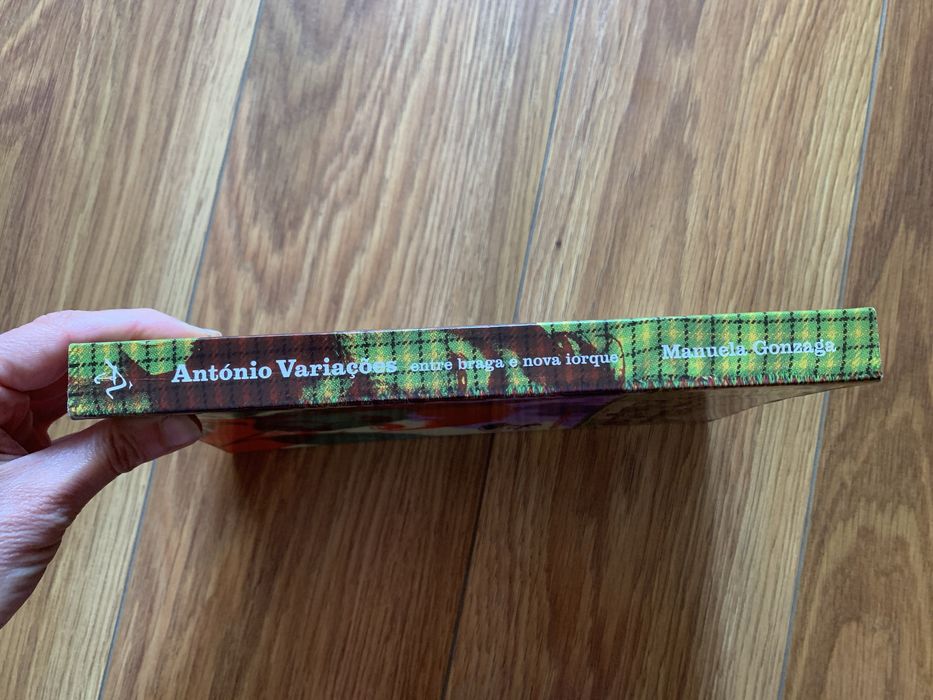 António Variações entre braga e nova iorque Manuela Gonzaga